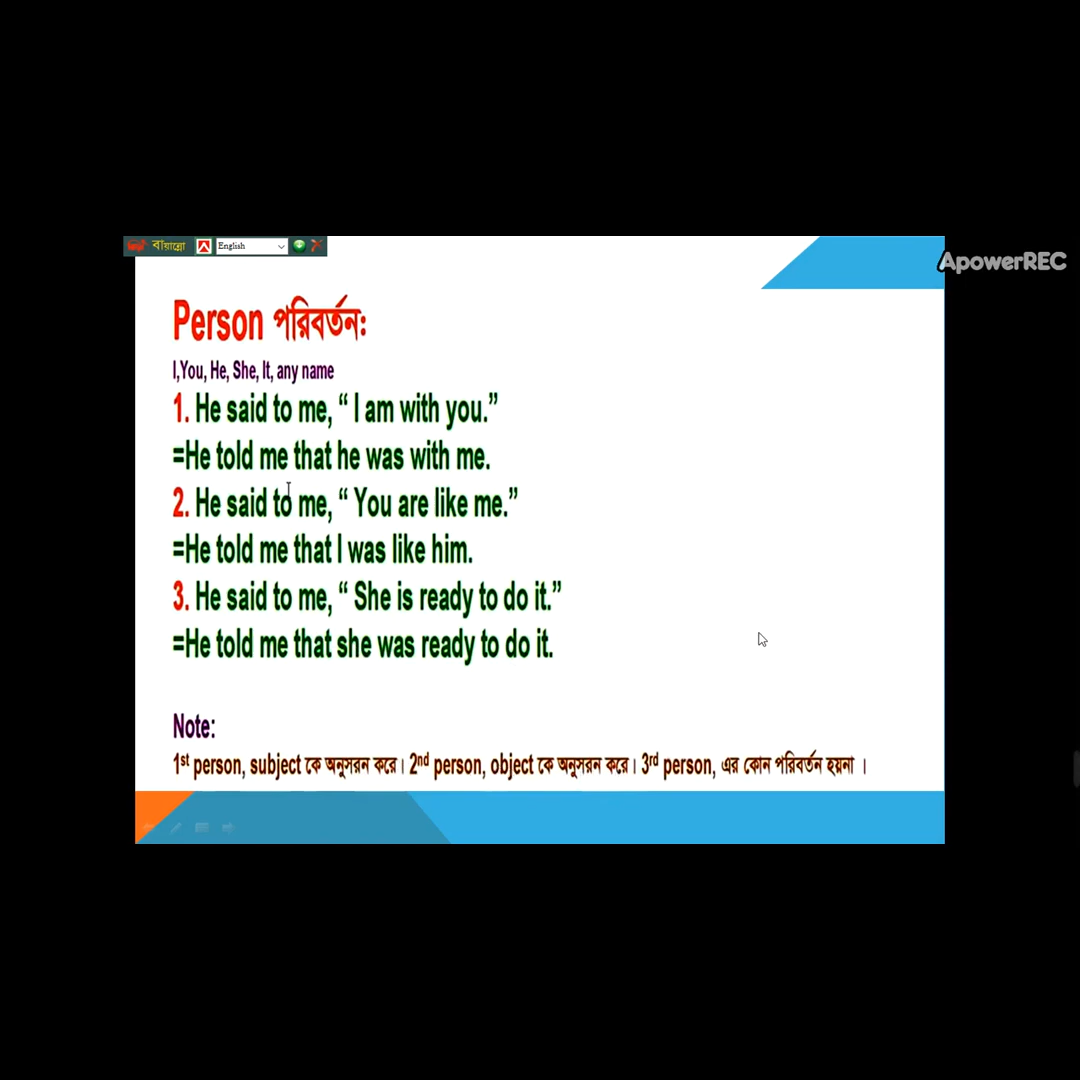 বায়ান্নো English
ApowerREC
Person পরিবর্তনঃ
I,You, He, She, It, any name
1. He said to me, “ I am with you.”
=He told me that he was with me.
2. He said to me, “ You are like me.”
=He told me that I was like him.
3. He said to me, “ She is ready to do it.”
=He told me that she was ready to do it.
Note:
1st person, subject কে অনুসরন করে। 2nd person, object কে অনুসরন করে। 3rd person, এর কোন পরিবর্তন হয়না ।